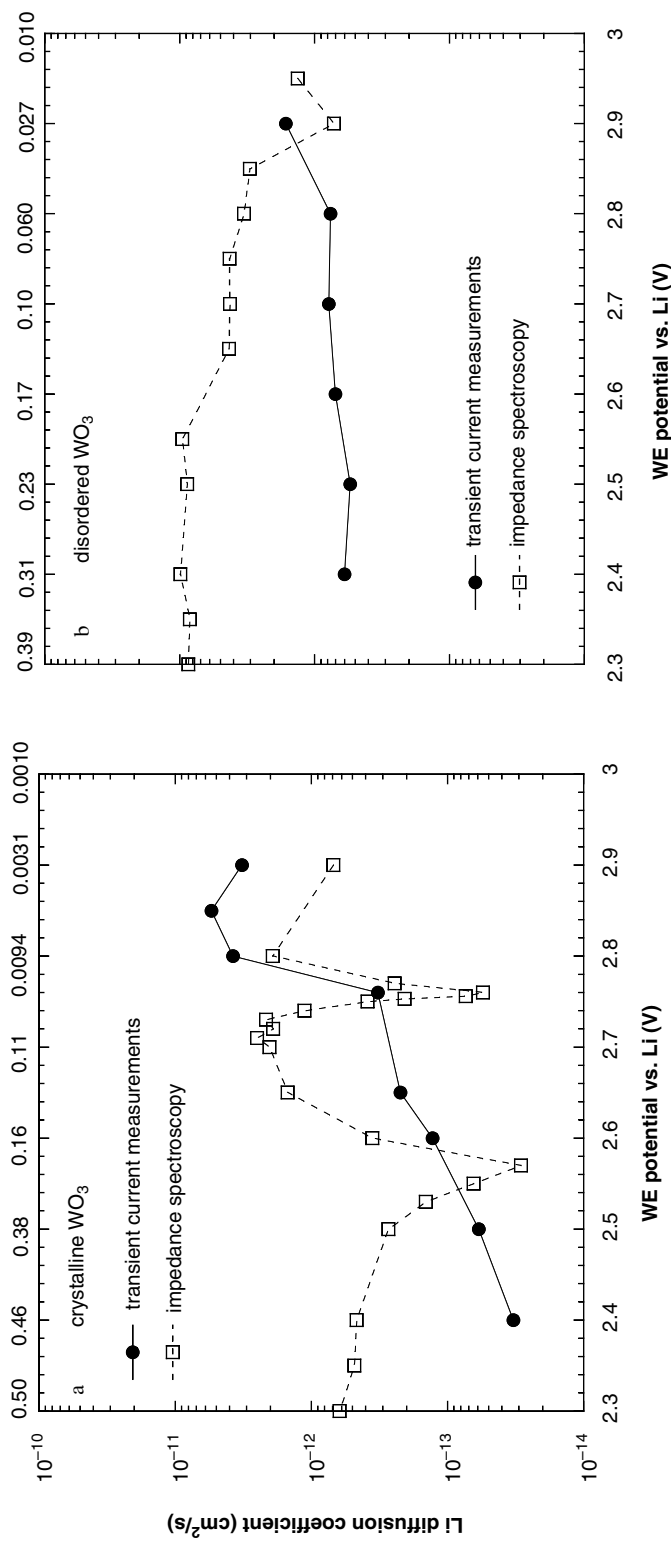 0.50 0.46 0.38 0.16 0.11 0.0094 0.0031 0.0010
a crystalline WO3
transient current measurements
impedance spectroscopy
10−10
10−11
10−12
10−13
10−14
Li diffusion coefficient (cm2/s)
2.3 2.4 2.5 2.6 2.7 2.8 2.9 3
WE potential vs. Li (V)
0.39 0.31 0.23 0.17 0.10 0.060 0.027 0.010
b disordered WO3
transient current measurements
impedance spectroscopy
2.3 2.4 2.5 2.6 2.7 2.8 2.9 3
WE potential vs. Li (V)